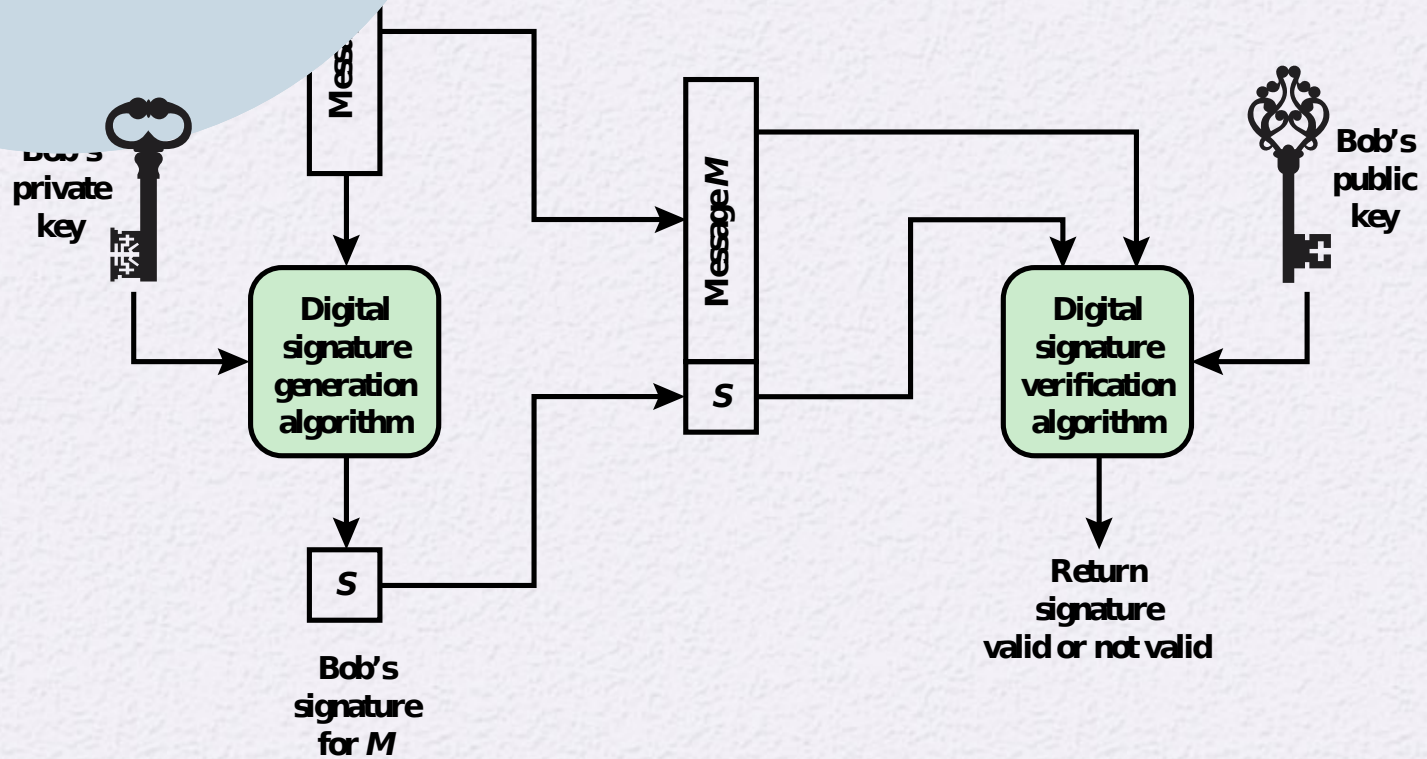 Bob's
private
key
Message M
Bob's
public
key
Digital
signature
generation
algorithm
S
Digital
signature
verification
algorithm
S
Bob's
signature
for M
Return
signature
valid or not valid